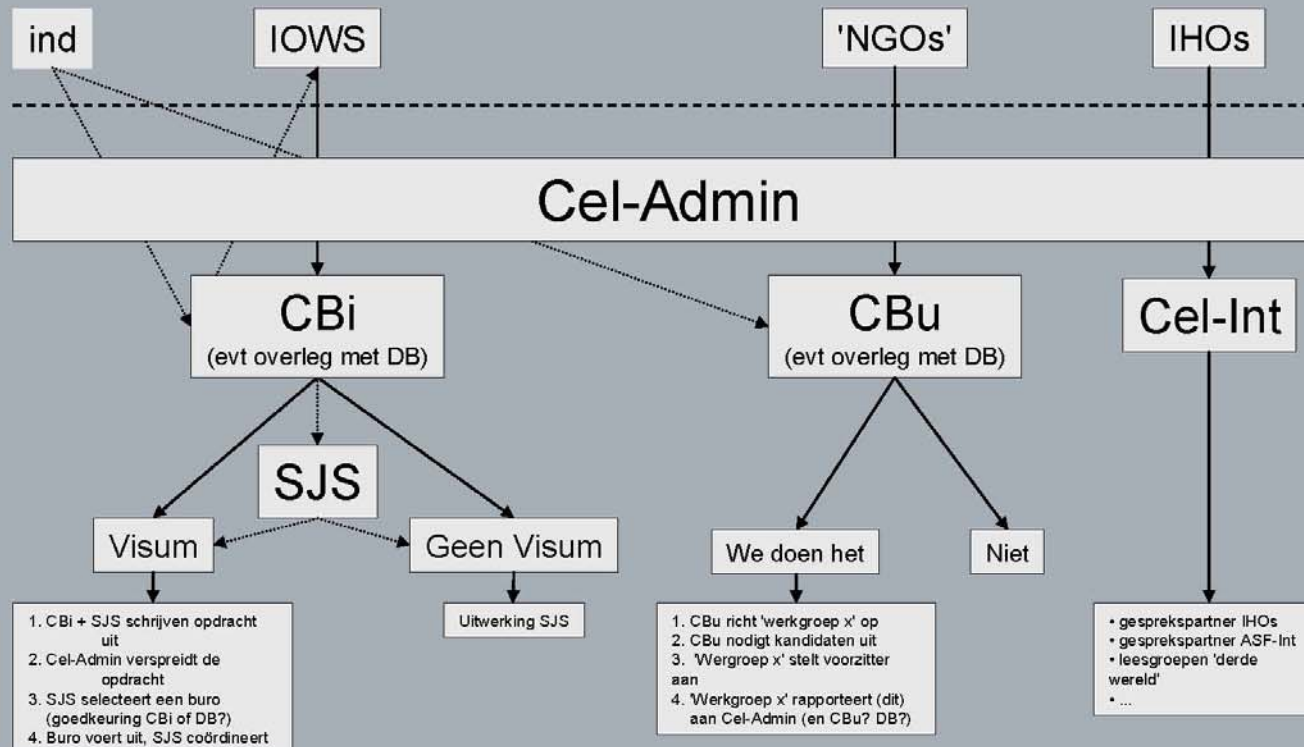 ind
IOWS
'NGOs'
IHOs
Cel-Admin
CBi
(evt overleg met DB)
CBu
(evt overleg met DB)
Cel-Int
SJS
Visum
Geen Visum
We doen het
Niet
1. CBi + SJS schrijven opdracht
uit
2. Cel-Admin verspreidt de
opdracht
3. SJS selecteert een buro
(goedkeuring CBi of DB?)
4. Buro voert uit, SJS coördineert
Uitwerking SJS
1. CBu richt 'werkgroep x' op
2. CBu nodigt kandidaten uit
3. 'Wergroep x' stelt voorzitter
aan
4. 'Werkgroep x' rapporteert (dit)
aan Cel-Admin (en CBu? DB?)
• gesprekspartner IHOs
• gesprekspartner ASF-Int
• leesgroepen 'derde
wereld'
• ...